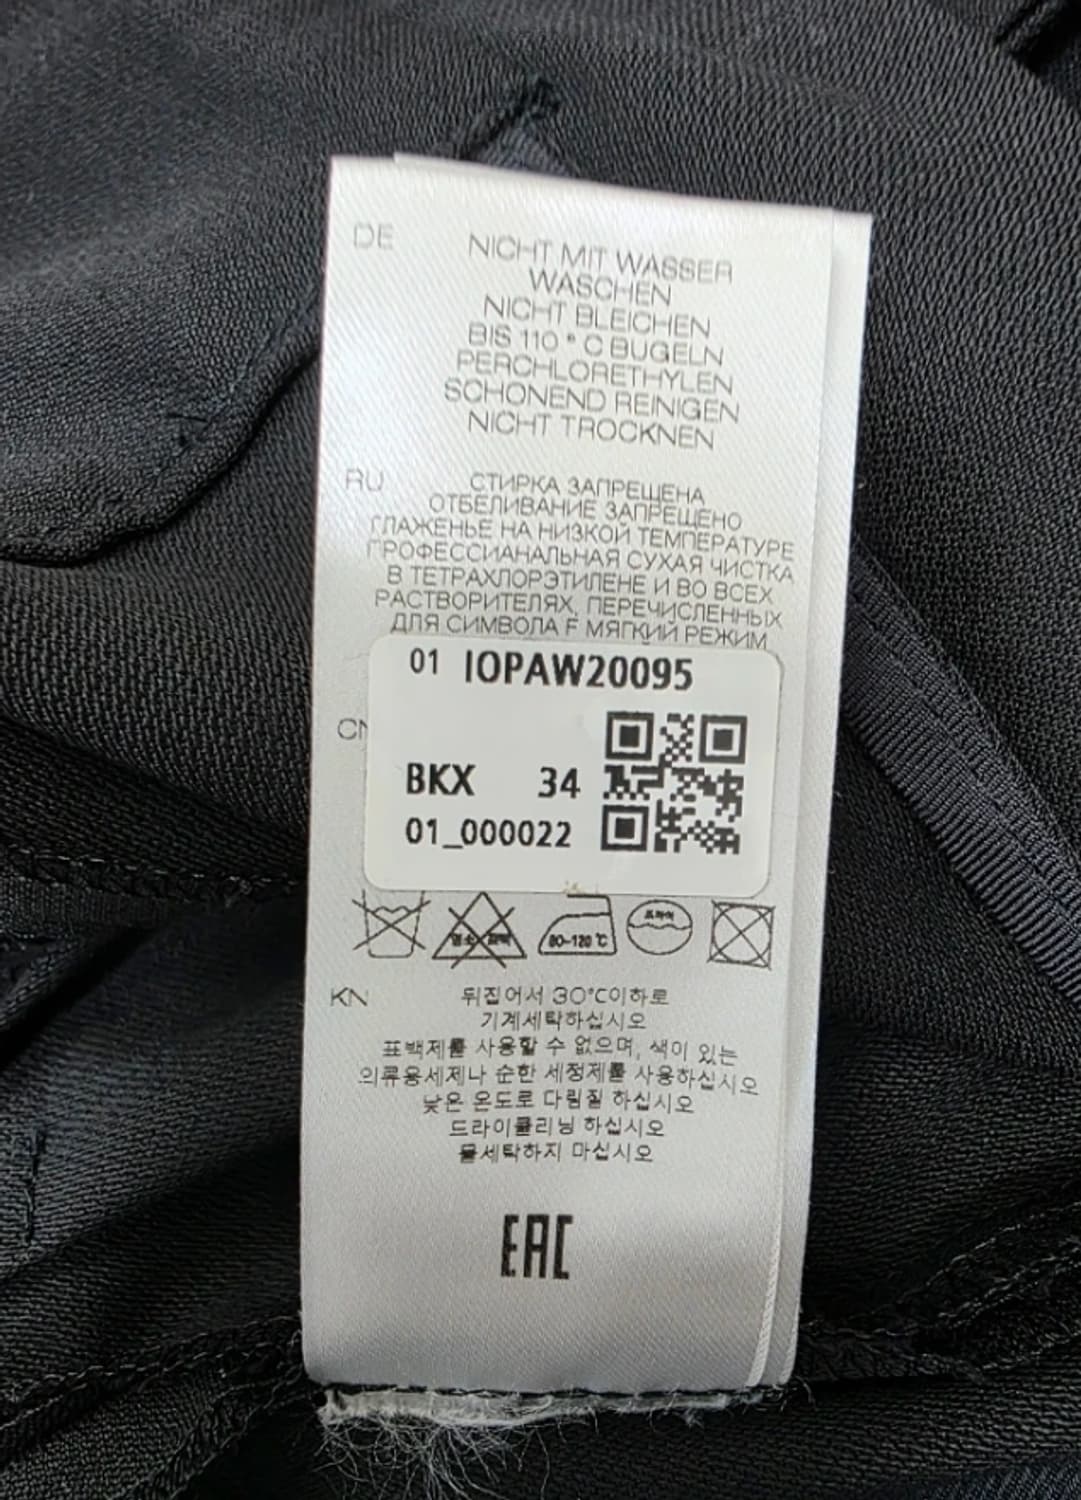 DE
NICHT MIT WASSER
WASCHEN
NICHT BLEICHEN
BIS 110 ° C BUGELN
PERCHLORETHYLEN
SCHONEND REINIGEN
NICHT TROCKNEN
RU
СТИРКА ЗАПРЕЩЕНА
ОТБЕЛИВАНИЕ ЗАПРЕЩЕНО
ГЛАЖЕНЬЕ НА НИЗКОЙ ТЕМПЕРАТУРЕ
ПРОФЕССИАНАЛЬНАЯ СУХАЯ ЧИСТКА
В ТЕТРАХЛОРЭТИЛЕНЕ И ВО ВСЕХ
РАСТВОРИТЕЛЯХ, ПЕРЕЧИСЛЕННЫХ
ДЛЯ СИМВОЛА F МЯГКИЙ РЕЖИМ
01 IOPAW20095
CN
BKX 34
01_000022
80~120 ℃
드라이
KN
뒤집어서 30℃이하로
기계세탁하십시오
표백제를 사용할 수 없으며, 색이 있는
의류용세제나 순한 세정제를 사용하십시오
낮은 온도로 다림질 하십시오
드라이클리닝 하십시오
물세탁하지 마십시오
EAC